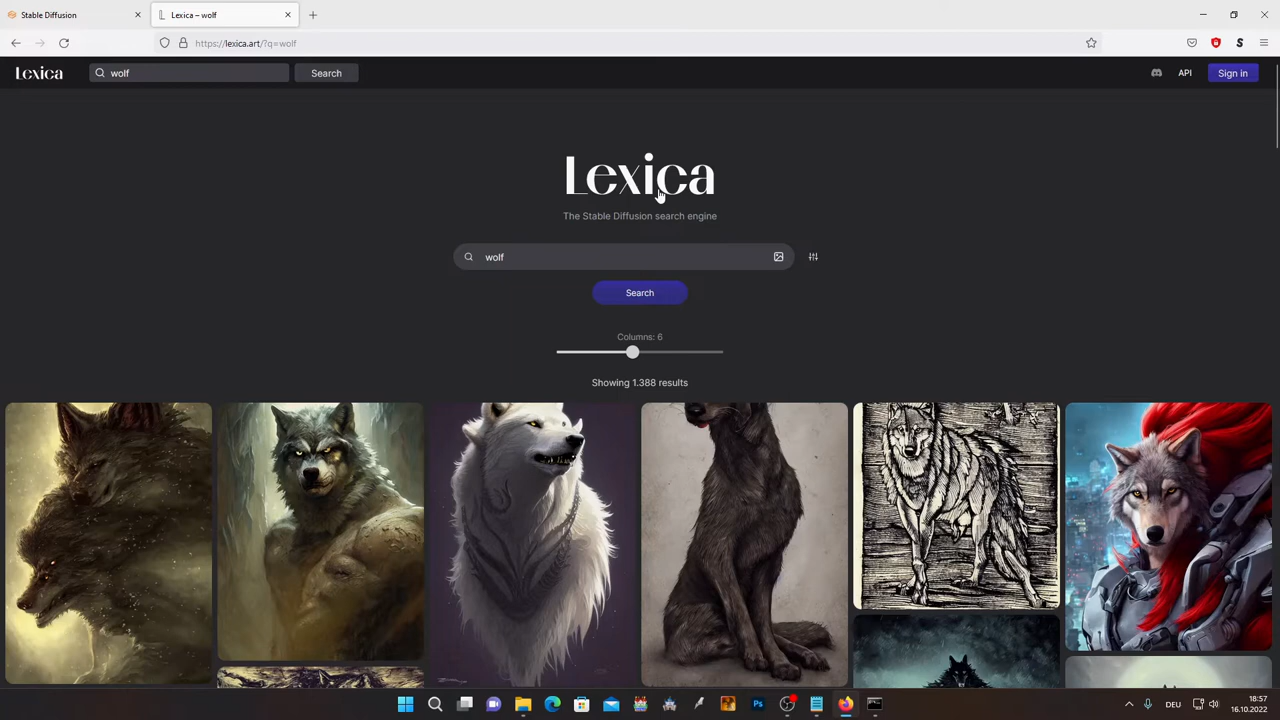 Stable Diffusion
Lexica – wolf
https://lexica.art/?q=wolf
Lexica
wolf
Search
API
Sign in
Lexica
The Stable Diffusion search engine
wolf
Search
Columns: 6
Showing 1.388 results
DEU
18:57
16.10.2022